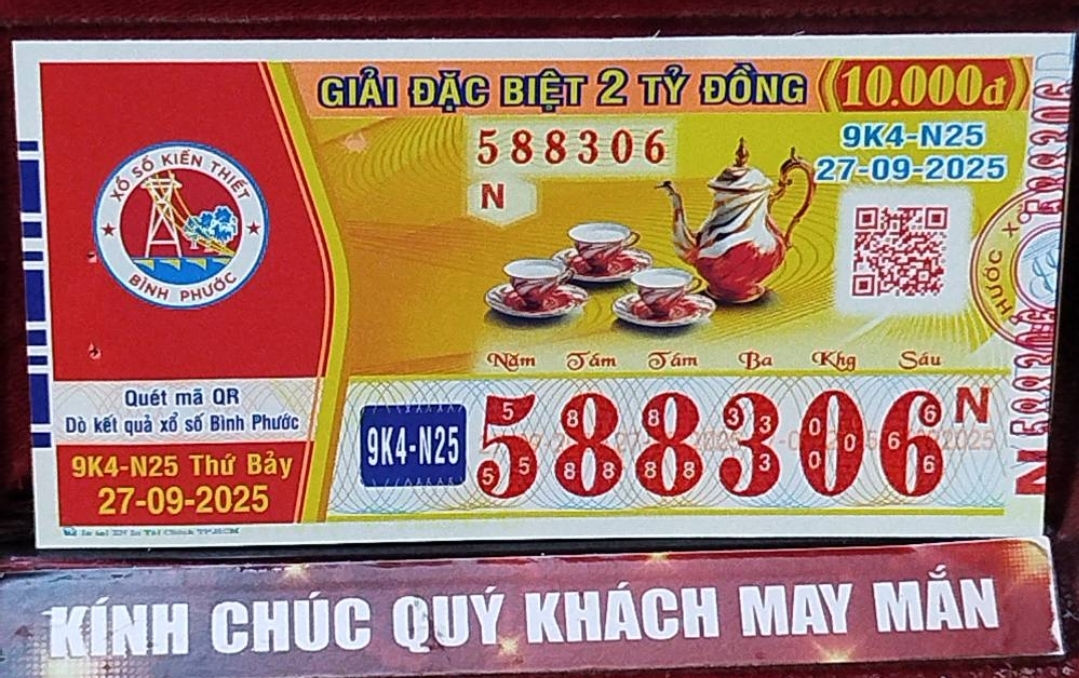 GIẢI ĐẶC BIỆT 2 TỶ ĐỒNG
10.000đ
588306
N
9K4-N25
27-09-2025
XỔ SỐ KIẾN THIẾT
BÌNH PHƯỚC
Năm Tám Tám Ba Khg Sáu
Quét mã QR
Dò kết quả xổ số Bình Phước
9K4-N25 Thứ Bảy
27-09-2025
9K4-N25
588306
N
KÍNH CHÚC QUÝ KHÁCH MAY MẮN